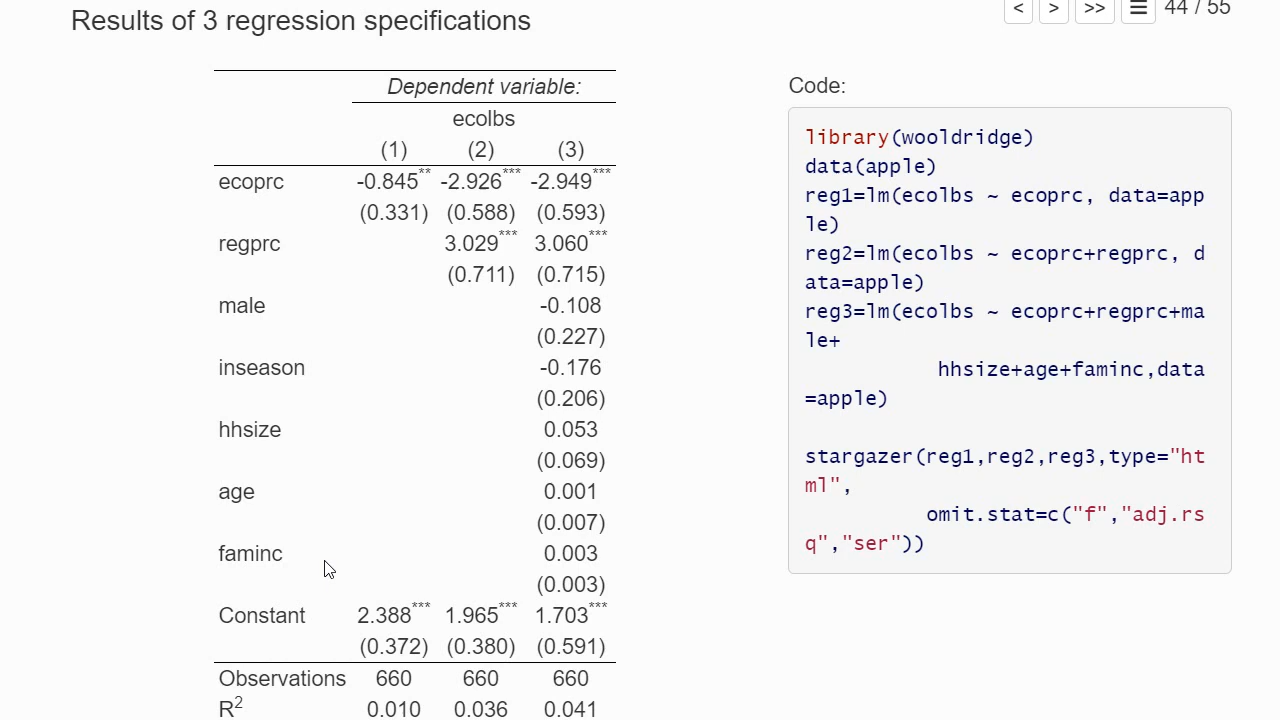 Results of 3 regression specifications
< > >> ☰ 44 / 55
Dependent variable:
ecolbs
(1) (2) (3)
ecoprc -0.845** -2.926*** -2.949***
(0.331) (0.588) (0.593)
regprc 3.029*** 3.060***
(0.711) (0.715)
male -0.108
(0.227)
inseason -0.176
(0.206)
hhsize 0.053
(0.069)
age 0.001
(0.007)
faminc 0.003
(0.003)
Constant 2.388*** 1.965*** 1.703***
(0.372) (0.380) (0.591)
Observations 660 660 660
R2 0.010 0.036 0.041
Code:
library(wooldridge)
data(apple)
reg1=lm(ecolbs ~ ecoprc, data=app
le)
reg2=lm(ecolbs ~ ecoprc+regprc, d
ata=apple)
reg3=lm(ecolbs ~ ecoprc+regprc+ma
le+
hhsize+age+faminc,data
=apple)
stargazer(reg1,reg2,reg3,type="ht
ml",
omit.stat=c("f","adj.rs
q","ser"))